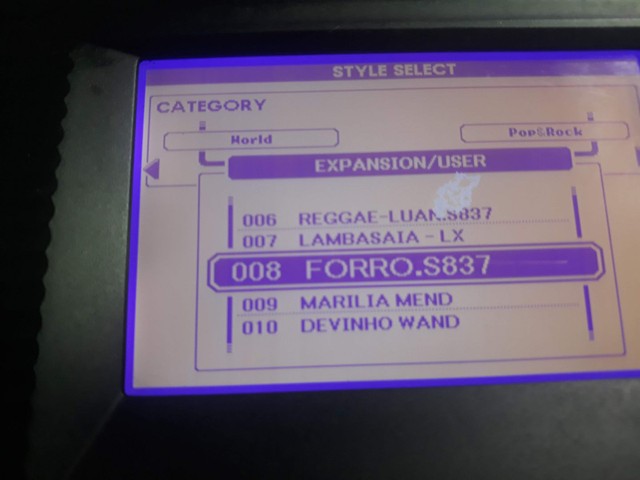 STYLE SELECT
CATEGORY
World
Pop&Rock
EXPANSION/USER
006 REGGAE-LUAN.S837
007 LAMBASAIA - LX
008 FORRO.S837
009 MARILIA MEND
010 DEVINHO WAND